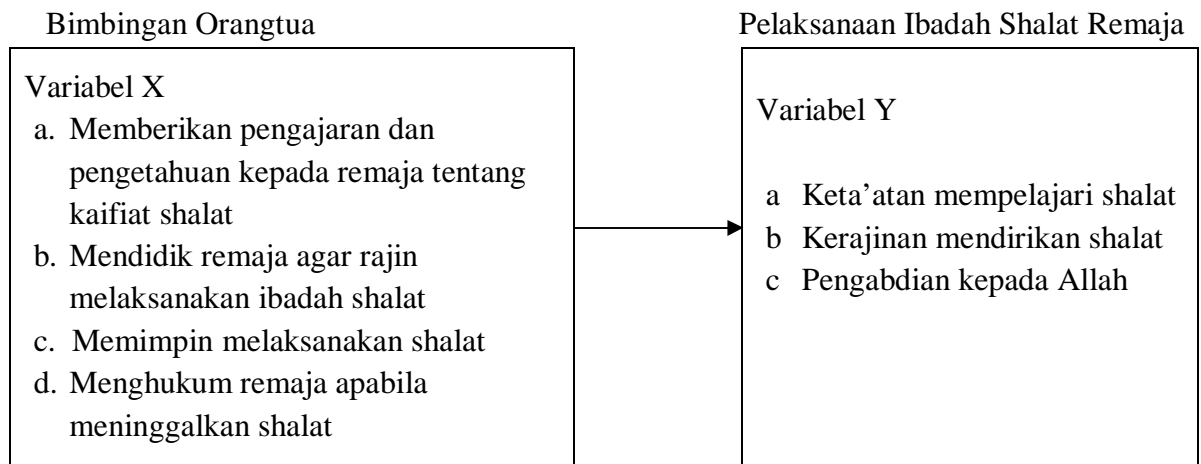 Bimbingan Orangtua
Variabel X
a. Memberikan pengajaran dan
pengetahuan kepada remaja tentang
kaifiat shalat
b. Mendidik remaja agar rajin
melaksanakan ibadah shalat
c. Memimpin melaksanakan shalat
d. Menghukum remaja apabila
meninggalkan shalat
Pelaksanaan Ibadah Shalat Remaja
Variabel Y
a Keta’atan mempelajari shalat
b Kerajinan mendirikan shalat
c Pengabdian kepada Allah